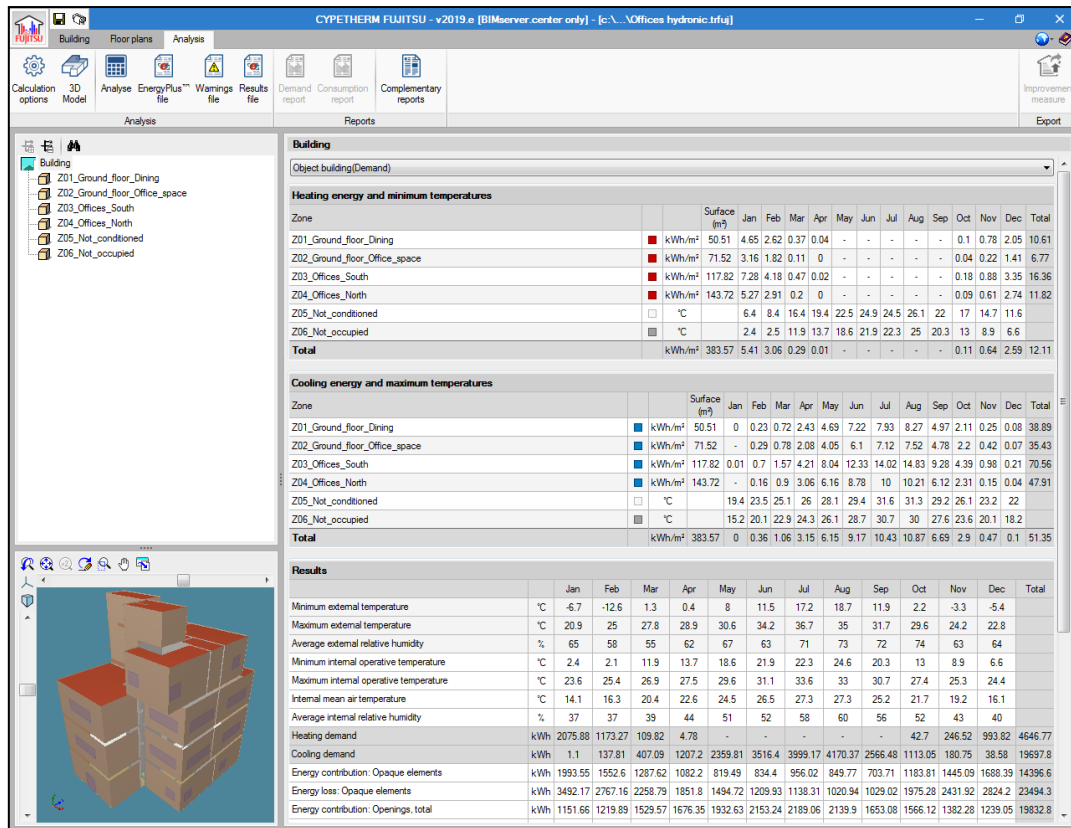 CYPETHERM FUJITSU - v2019.e [BIMserver.center only] - [c:\...\Offices hydronic.trfuj]
FUJITSU
Building Floor plans Analysis
Calculation options 3D Model Analyse EnergyPlus™ file Warnings file Results file Demand report Consumption report Complementary reports Improvement measure
Analysis Reports Export
Building
Z01_Ground_floor_Dining
Z02_Ground_floor_Office_space
Z03_Offices_South
Z04_Offices_North
Z05_Not_conditioned
Z06_Not_occupied
Building
Object building(Demand)
Heating energy and minimum temperatures
Zone Surface (m²) Jan Feb Mar Apr May Jun Jul Aug Sep Oct Nov Dec Total
Z01_Ground_floor_Dining kWh/m² 50.51 4.65 2.62 0.37 0.04 - - - - - 0.1 0.78 2.05 10.61
Z02_Ground_floor_Office_space kWh/m² 71.52 3.16 1.82 0.11 0 - - - - - 0.04 0.22 1.41 6.77
Z03_Offices_South kWh/m² 117.82 7.28 4.18 0.47 0.02 - - - - - 0.18 0.88 3.35 16.36
Z04_Offices_North kWh/m² 143.72 5.27 2.91 0.2 0 - - - - - 0.09 0.61 2.74 11.82
Z05_Not_conditioned °C 6.4 8.4 16.4 19.4 22.5 24.9 24.5 26.1 22 17 14.7 11.6
Z06_Not_occupied °C 2.4 2.5 11.9 13.7 18.6 21.9 22.3 25 20.3 13 8.9 6.6
Total kWh/m² 383.57 5.41 3.06 0.29 0.01 - - - - - 0.11 0.64 2.59 12.11
Cooling energy and maximum temperatures
Zone Surface (m²) Jan Feb Mar Apr May Jun Jul Aug Sep Oct Nov Dec Total
Z01_Ground_floor_Dining kWh/m² 50.51 0 0.23 0.72 2.43 4.69 7.22 7.93 8.27 4.97 2.11 0.25 0.08 38.89
Z02_Ground_floor_Office_space kWh/m² 71.52 - 0.29 0.78 2.08 4.05 6.1 7.12 7.52 4.78 2.2 0.42 0.07 35.43
Z03_Offices_South kWh/m² 117.82 0.01 0.7 1.57 4.21 8.04 12.33 14.02 14.83 9.28 4.39 0.98 0.21 70.56
Z04_Offices_North kWh/m² 143.72 - 0.16 0.9 3.06 6.16 8.78 10 10.21 6.12 2.31 0.15 0.04 47.91
Z05_Not_conditioned °C 19.4 23.5 25.1 26 28.1 29.4 31.6 31.3 29.2 26.1 23.2 22
Z06_Not_occupied °C 15.2 20.1 22.9 24.3 26.1 28.7 30.7 30 27.6 23.6 20.1 18.2
Total kWh/m² 383.57 0 0.36 1.06 3.15 6.15 9.17 10.43 10.87 6.69 2.9 0.47 0.1 51.35
Results
Jan Feb Mar Apr May Jun Jul Aug Sep Oct Nov Dec Total
Minimum external temperature °C -6.7 -12.6 1.3 0.4 8 11.5 17.2 18.7 11.9 2.2 -3.3 -5.4
Maximum external temperature °C 20.9 25 27.8 28.9 30.6 34.2 36.7 35 31.7 29.6 24.2 22.8
Average external relative humidity % 65 58 55 62 67 63 71 73 72 74 63 64
Minimum internal operative temperature °C 2.4 2.1 11.9 13.7 18.6 21.9 22.3 24.6 20.3 13 8.9 6.6
Maximum internal operative temperature °C 23.6 25.4 26.9 27.5 29.6 31.1 33.6 33 30.7 27.4 25.3 24.4
Internal mean air temperature °C 14.1 16.3 20.4 22.6 24.5 26.5 27.3 27.3 25.2 21.7 19.2 16.1
Average internal relative humidity % 37 37 39 44 51 52 58 60 56 52 43 40
Heating demand kWh 2075.88 1173.27 109.82 4.78 - - - - - 42.7 246.52 993.82 4646.77
Cooling demand kWh 1.1 137.81 407.09 1207.2 2359.81 3516.4 3999.17 4170.37 2566.48 1113.05 180.75 38.58 19697.8
Energy contribution: Opaque elements kWh 1993.55 1552.6 1287.62 1082.2 819.49 834.4 956.02 849.77 703.71 1183.81 1445.09 1688.39 14396.6
Energy loss: Opaque elements kWh 3492.17 2767.16 2258.79 1851.8 1494.72 1209.93 1138.31 1020.94 1029.02 1975.28 2431.92 2824.2 23494.3
Energy contribution: Openings, total kWh 1151.66 1219.89 1529.57 1676.35 1932.63 2153.24 2189.06 2139.9 1653.08 1566.12 1382.28 1239.05 19832.8